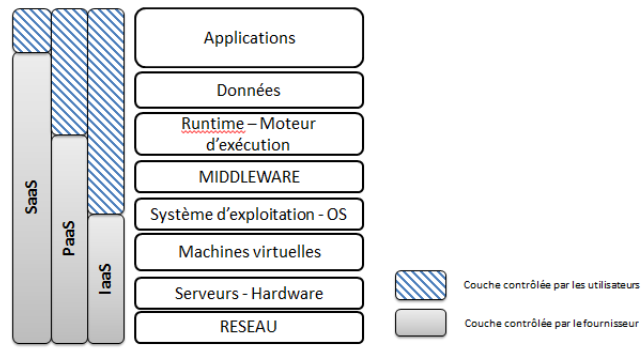 SaaS
PaaS
IaaS
Applications
Données
Runtime – Moteur
d'exécution
MIDDLEWARE
Système d'exploitation - OS
Machines virtuelles
Serveurs - Hardware
RESEAU
Couche contrôlée par les utilisateurs
Couche contrôlée par le fournisseur